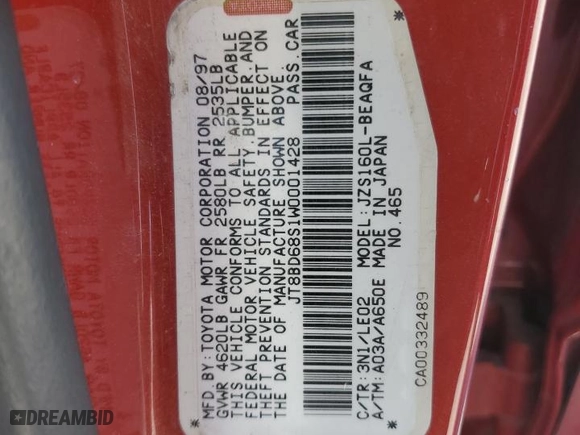 MFD. BY: TOYOTA MOTOR CORPORATION 08/97
GVWR 4620LB GAWR FR 2580LB RR 2535LB
THIS VEHICLE CONFORMS TO ALL APPLICABLE
FEDERAL MOTOR VEHICLE SAFETY, BUMPER, AND
THEFT PREVENTION STANDARDS IN EFFECT ON
THE DATE OF MANUFACTURE SHOWN ABOVE.
JT8BD68S1W0001428 PASS. CAR
C/TR: 3N1/LE02 MODEL: JZS160L-BEAQFA
A/TM: A03A/A650E MADE IN JAPAN
NO. 465
CA00332489
DREAMBID